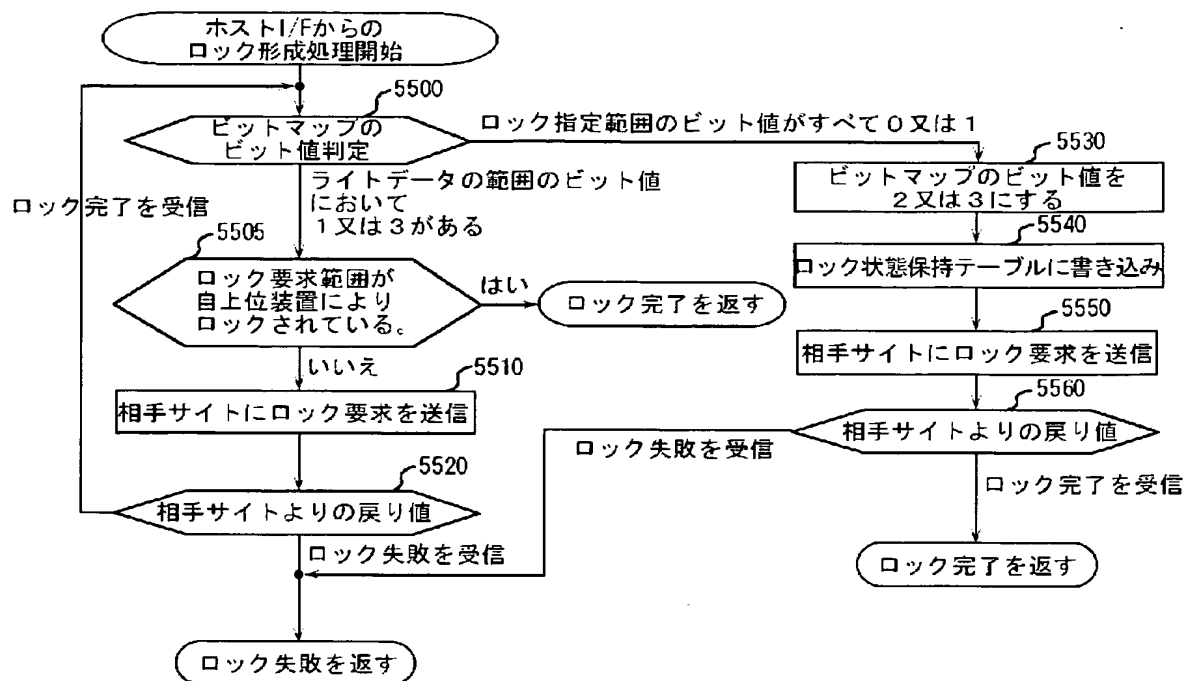 ホストI/Fからの
ロック形成処理開始
5500
ビットマップの
ビット値判定
ロック指定範囲のビット値がすべて0又は1
5530
ビットマップのビット値を
2又は3にする
ライトデータの範囲のビット値
において
1又は3がある
ロック完了を受信
5505
ロック要求範囲が
自上位装置により
ロックされている。
はい
ロック完了を返す
5540
ロック状態保持テーブルに書き込み
5550
相手サイトにロック要求を送信
いいえ
5510
相手サイトにロック要求を送信
5560
相手サイトよりの戻り値
ロック失敗を受信
5520
相手サイトよりの戻り値
ロック完了を受信
ロック失敗を受信
ロック完了を返す
ロック失敗を返す